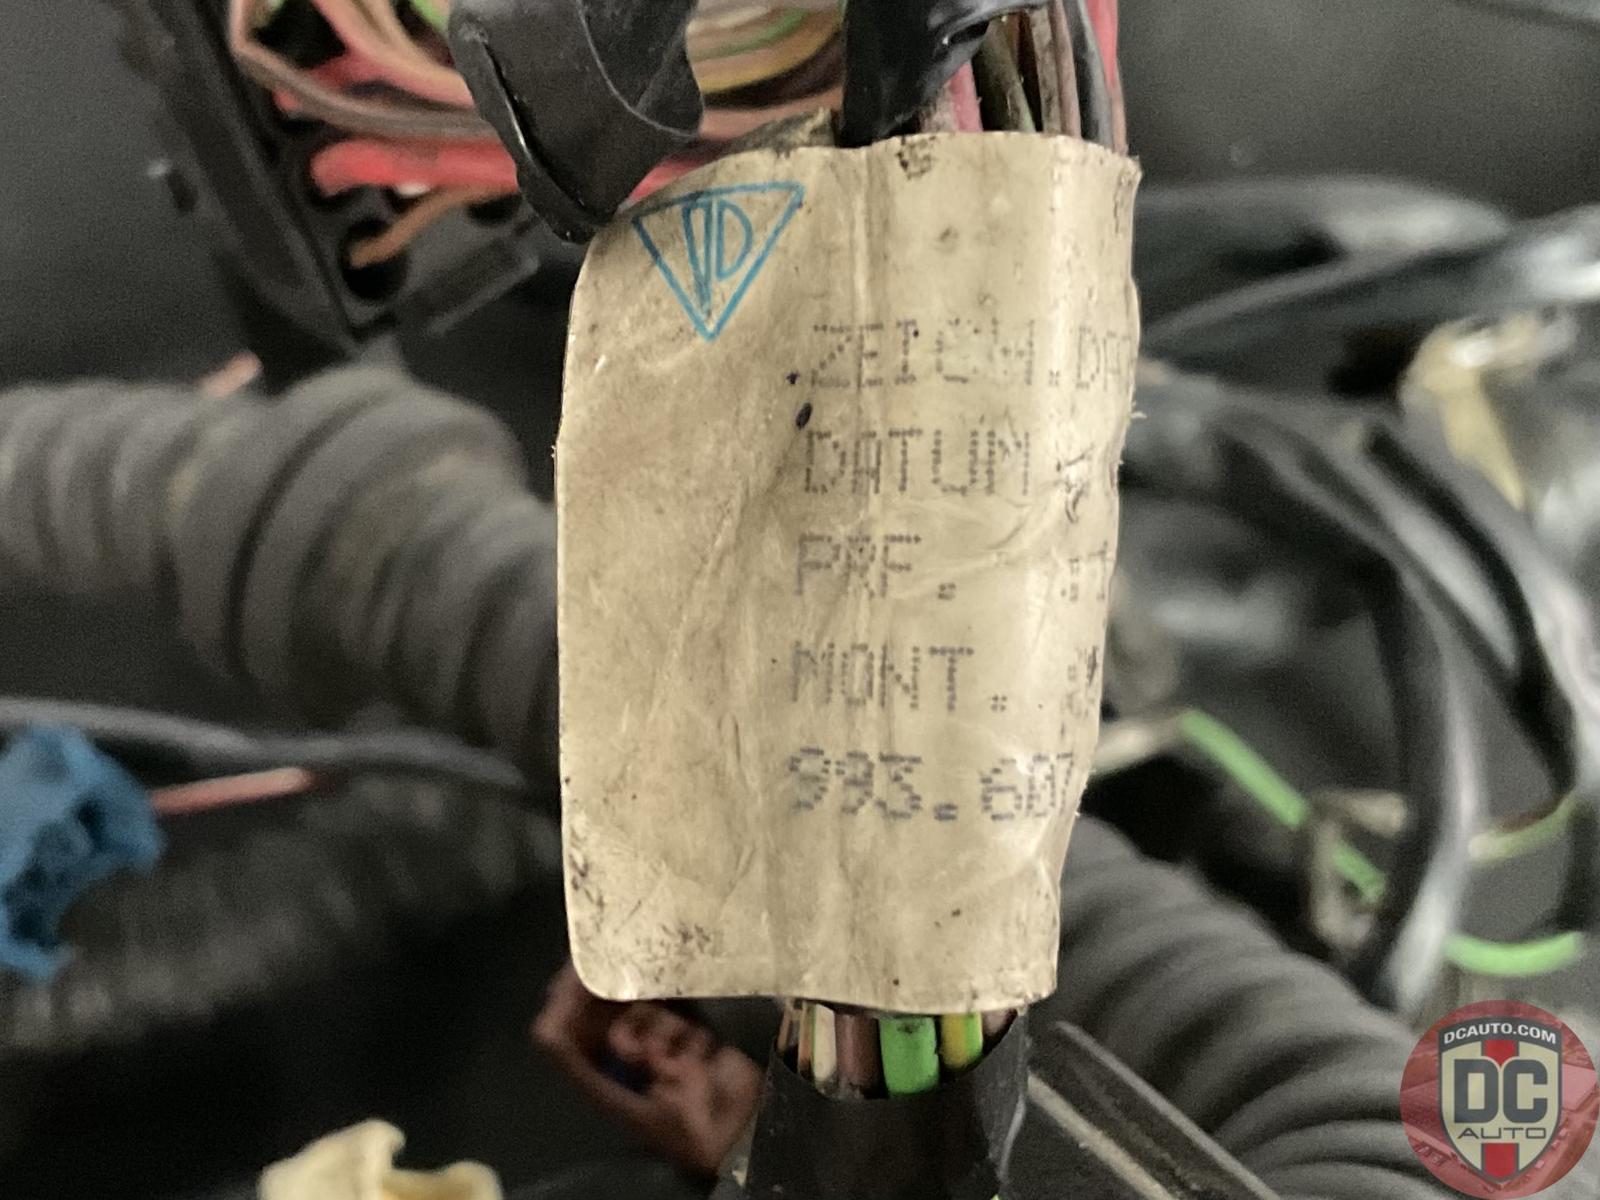 ZEICH.DA
DATUM
PRF. :
MONT. :
993.607
DCAUTO.COM
DC
AUTO